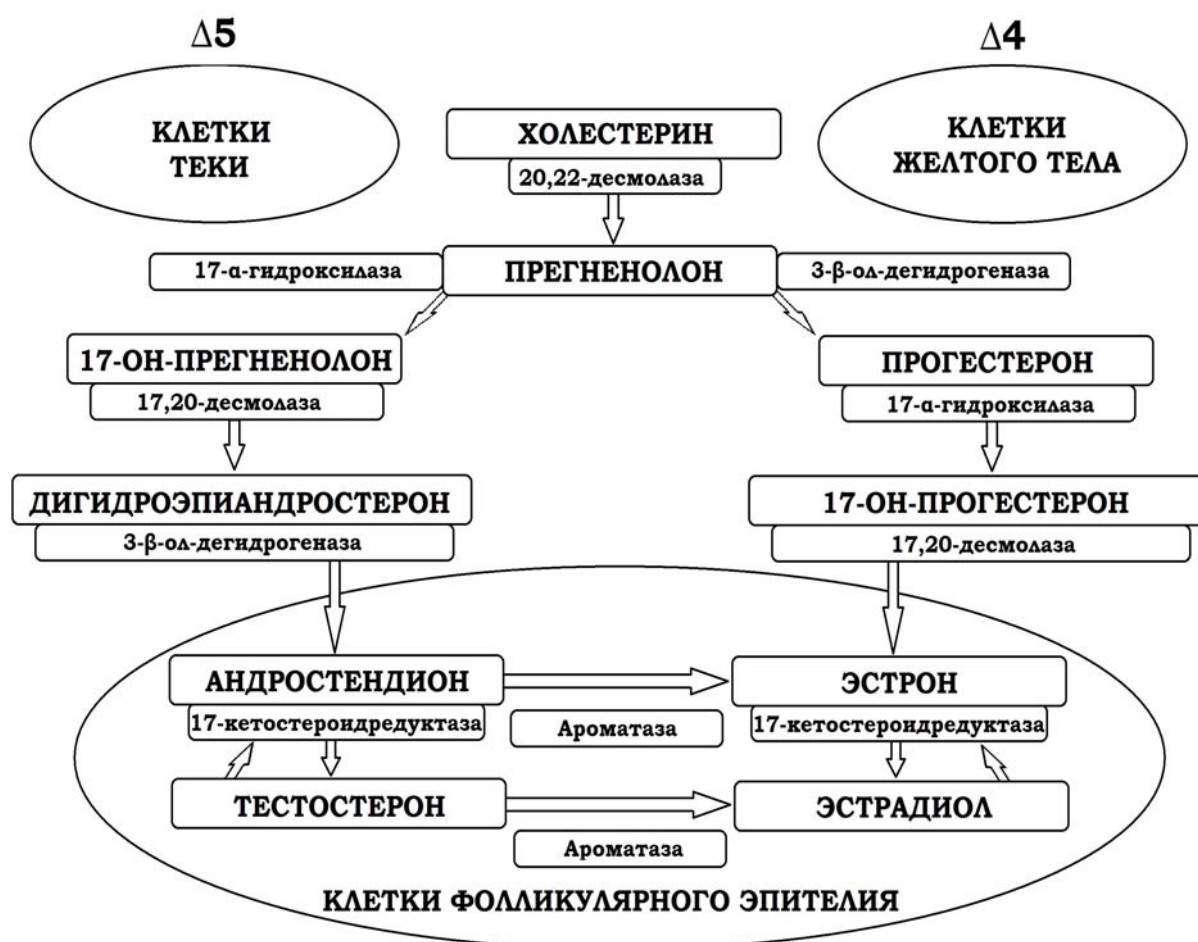 Δ5
Δ4
КЛЕТКИ
ТЕКИ
ХОЛЕСТЕРИН
20,22-десмолаза
КЛЕТКИ
ЖЕЛТОГО ТЕЛА
17-α-гидроксилаза
ПРЕГНЕНОЛОН
3-β-ол-дегидрогеназа
17-ОН-ПРЕГНЕНОЛОН
17,20-десмолаза
ПРОГЕСТЕРОН
17-α-гидроксилаза
ДИГИДРОЭПИАНДРОСТЕРОН
3-β-ол-дегидрогеназа
17-ОН-ПРОГЕСТЕРОН
17,20-десмолаза
АНДРОСТЕНДИОН
17-кетостероидредуктаза
Ароматаза
ЭСТРОН
17-кетостероидредуктаза
ТЕСТОСТЕРОН
Ароматаза
ЭСТРАДИОЛ
КЛЕТКИ ФОЛЛИКУЛЯРНОГО ЭПИТЕЛИЯ